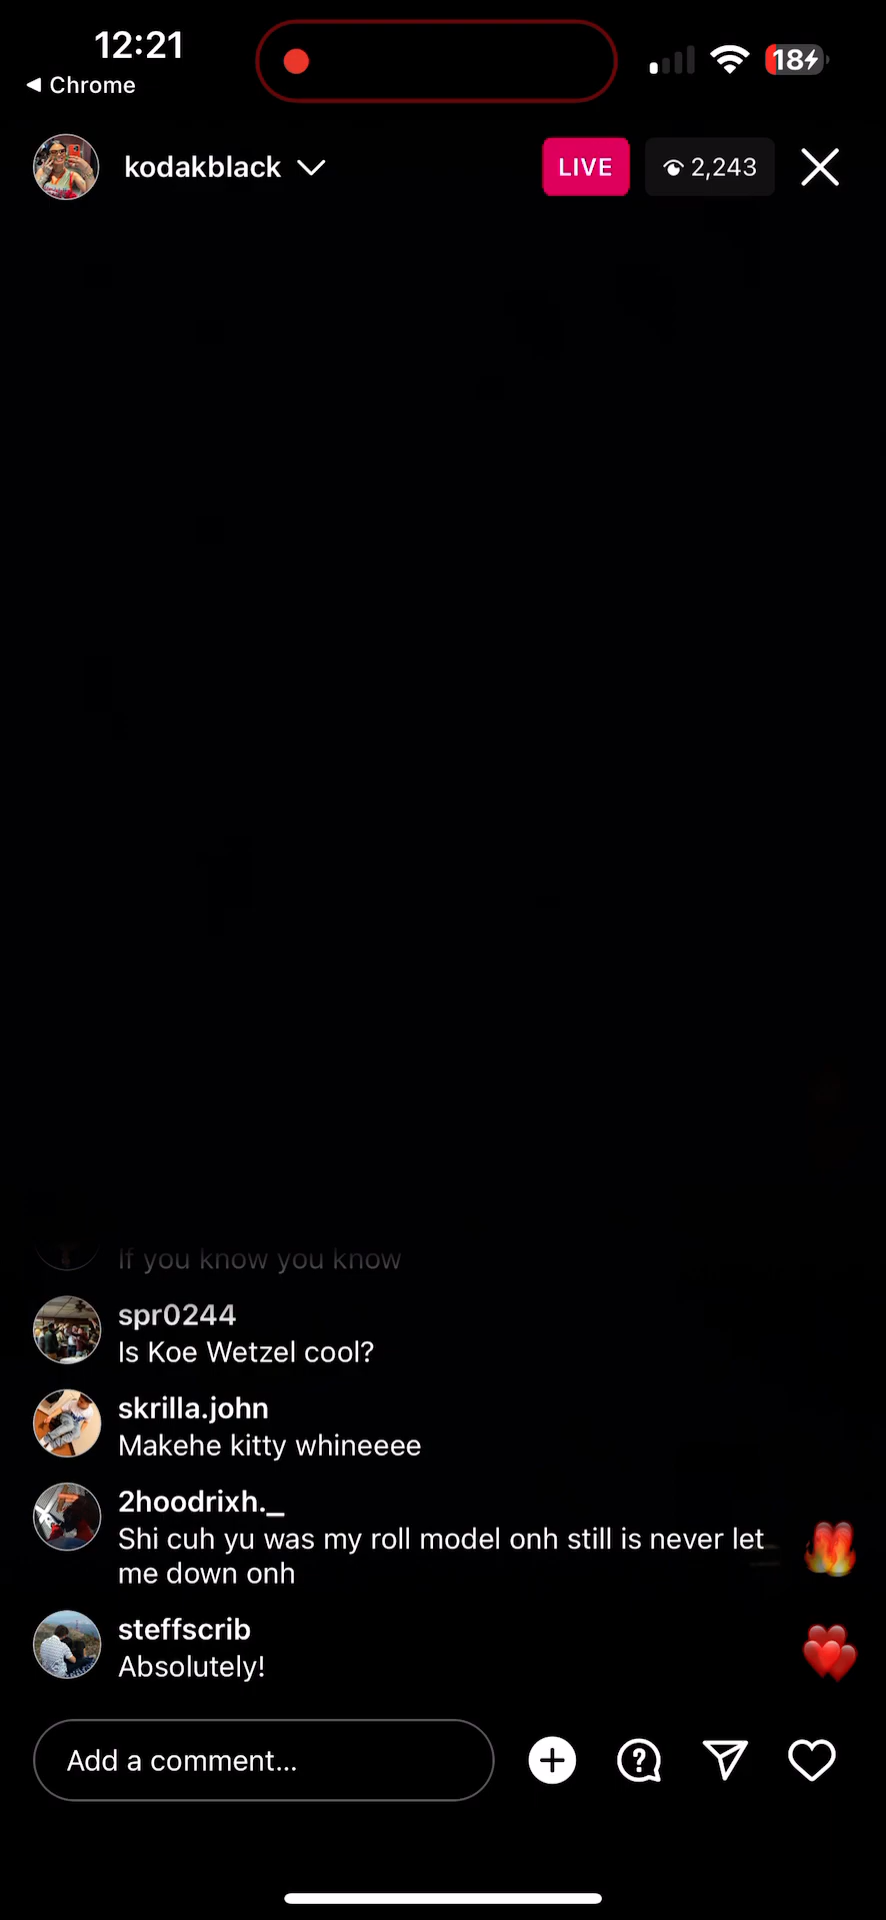 12:21
Chrome
18
kodakblack
LIVE
2,243
If you know you know
spr0244
Is Koe Wetzel cool?
skrilla.john
Makehe kitty whineeee
2hoodrixh._
Shi cuh yu was my roll model onh still is never let
me down onh
steffscrib
Absolutely!
Add a comment...